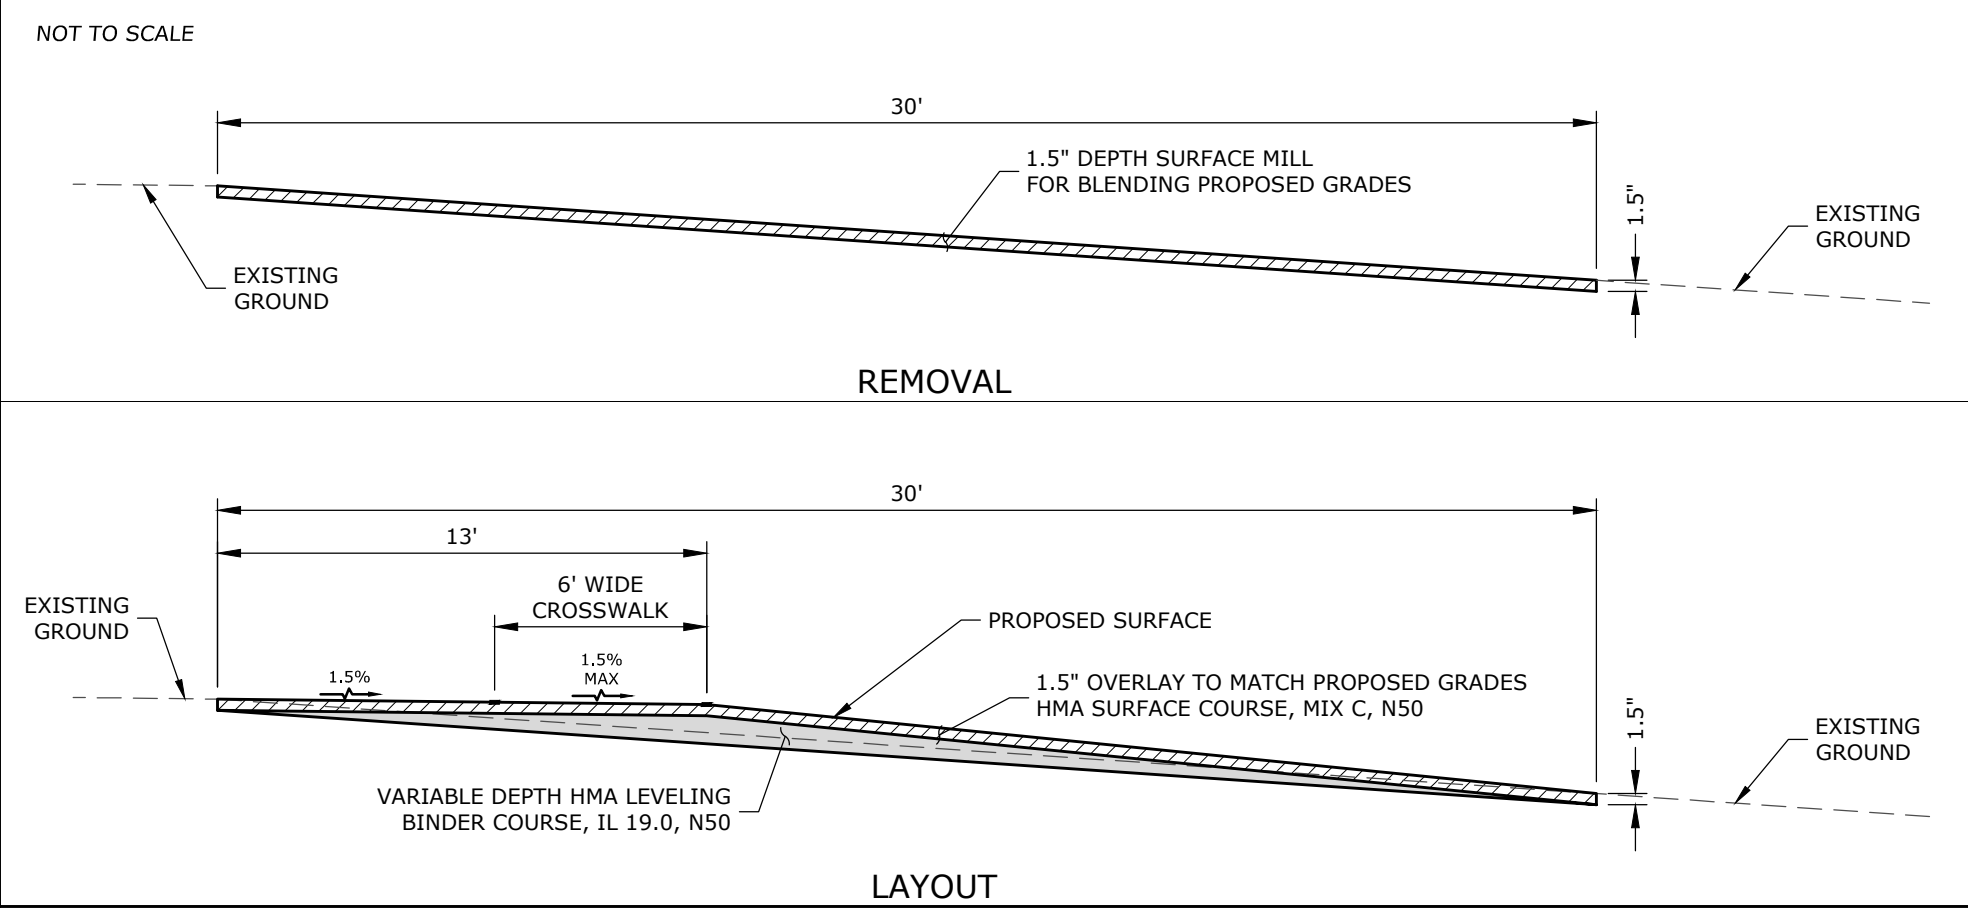 NOT TO SCALE
30'
1.5" DEPTH SURFACE MILL
FOR BLENDING PROPOSED GRADES
1.5"
EXISTING
GROUND
EXISTING
GROUND
REMOVAL
30'
13'
6' WIDE
CROSSWALK
EXISTING
GROUND
PROPOSED SURFACE
1.5%
1.5%
MAX
1.5" OVERLAY TO MATCH PROPOSED GRADES
HMA SURFACE COURSE, MIX C, N50
1.5"
EXISTING
GROUND
VARIABLE DEPTH HMA LEVELING
BINDER COURSE, IL 19.0, N50
LAYOUT